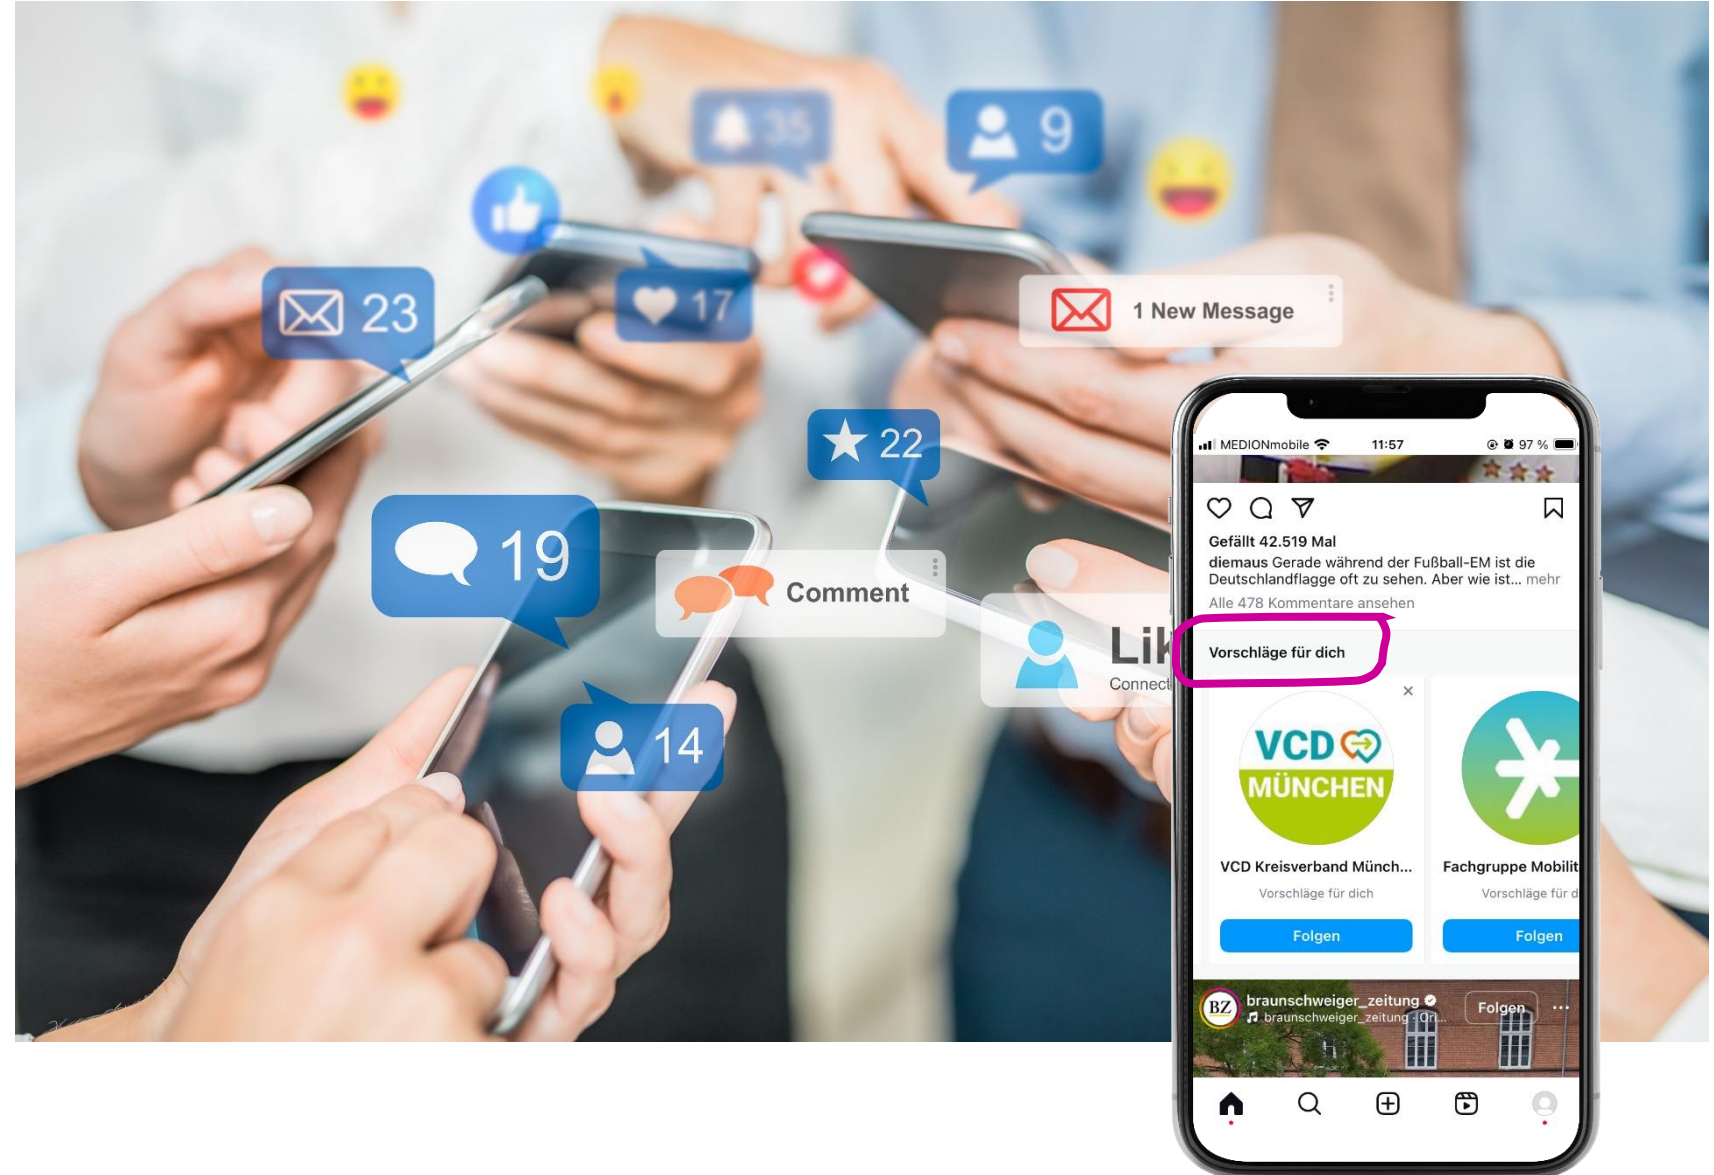 35
9
23
17
1 New Message
22
19
Comment
Lik
Connect
14
MEDIONmobile 11:57 97 %
Gefällt 42.519 Mal
diemaus Gerade während der Fußball-EM ist die
Deutschlandflagge oft zu sehen. Aber wie ist... mehr
Alle 478 Kommentare ansehen
Vorschläge für dich
VCD
MÜNCHEN
VCD Kreisverband Münch...
Vorschläge für dich
Folgen
Fachgruppe Mobilit
Vorschläge für d
Folgen
BZ braunschweiger_zeitung Folgen
braunschweiger_zeitung · Ori...